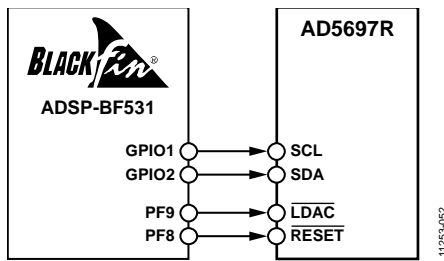 AD5697R
BLACKfin®
ADSP-BF531
GPIO1 SCL
GPIO2 SDA
PF9 LDAC
PF8 RESET
11253-052